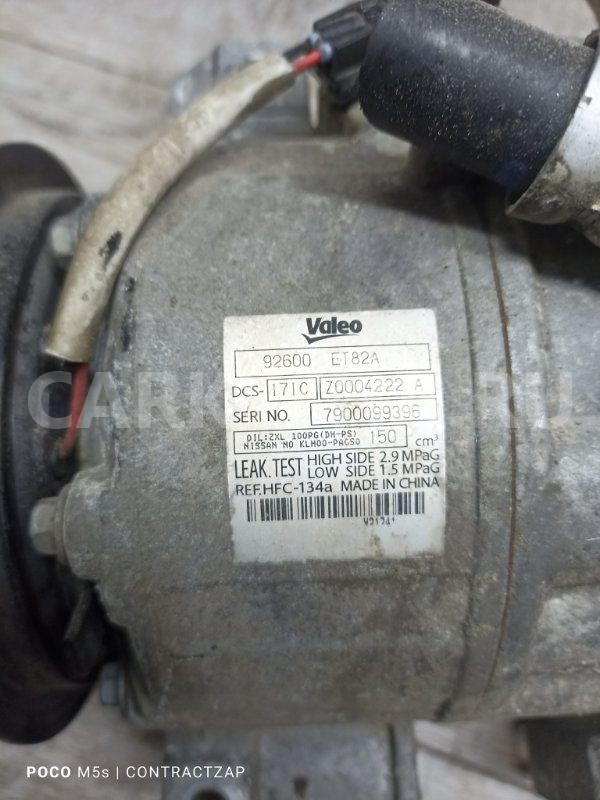 Valeo
92600 ET82A
DCS- 171C Z0004222 A
SERI NO. 7900099396
OIL:ZXL 100PG(DH-PS) 150 cm³
NISSAN NO KLH00-PAGS0
LEAK.TEST HIGH SIDE 2.9 MPaG
LOW SIDE 1.5 MPaG
REF.HFC-134a MADE IN CHINA
POCO M5s | CONTRACTZAP